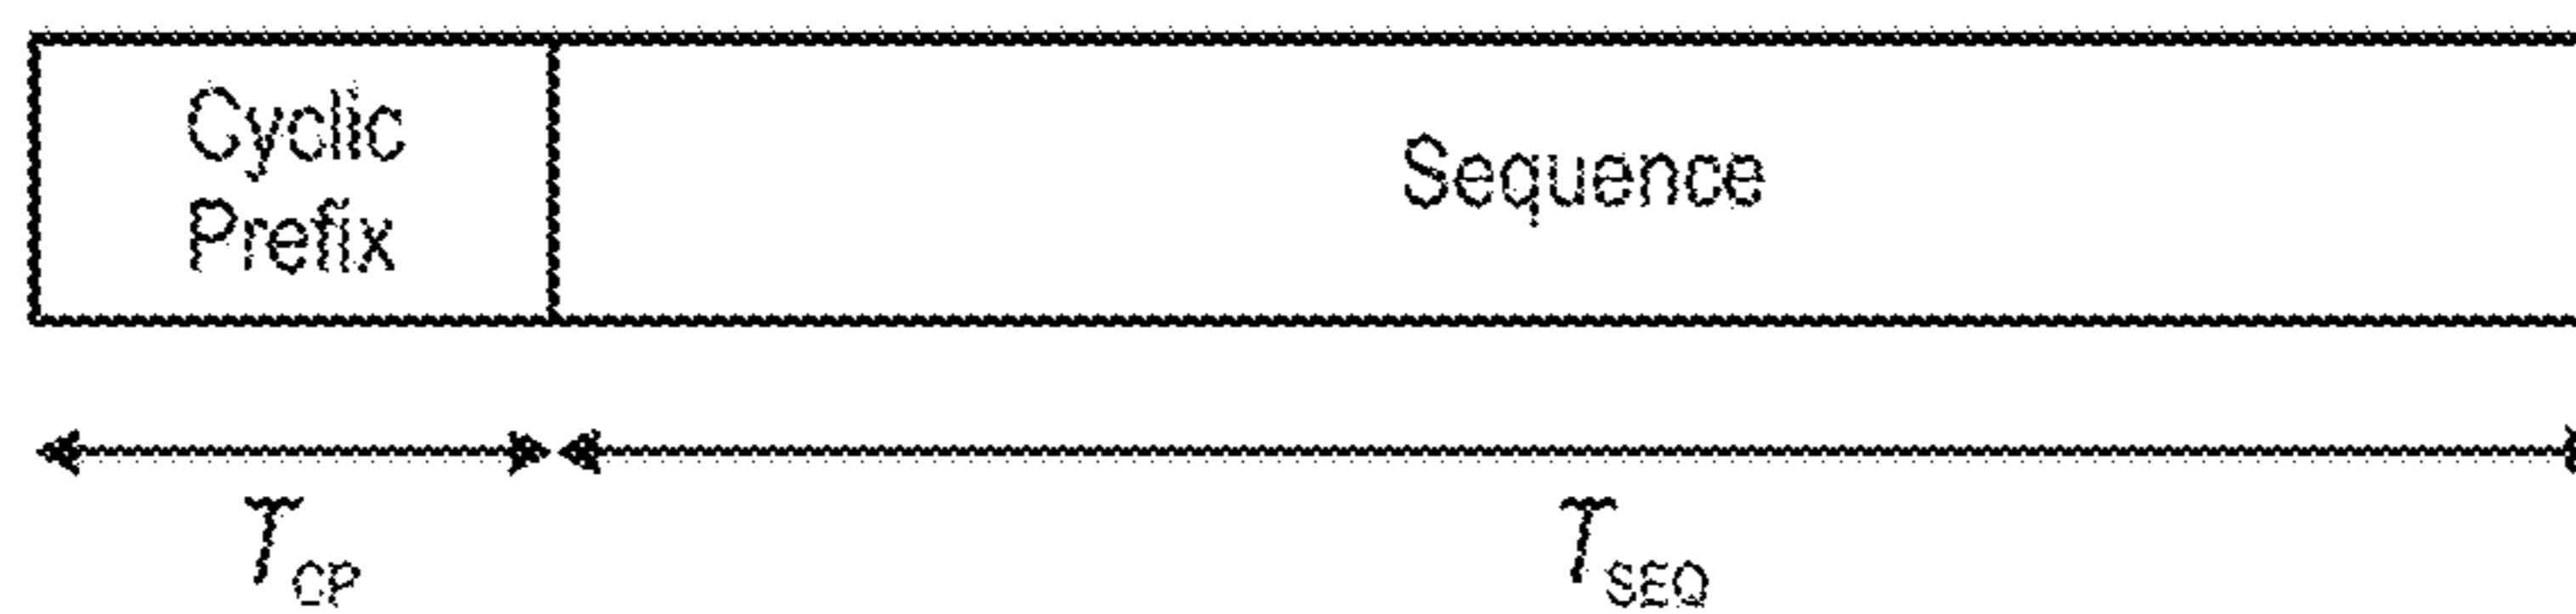 Cyclic
Prefix
Sequence
T_CP
T_SEQ